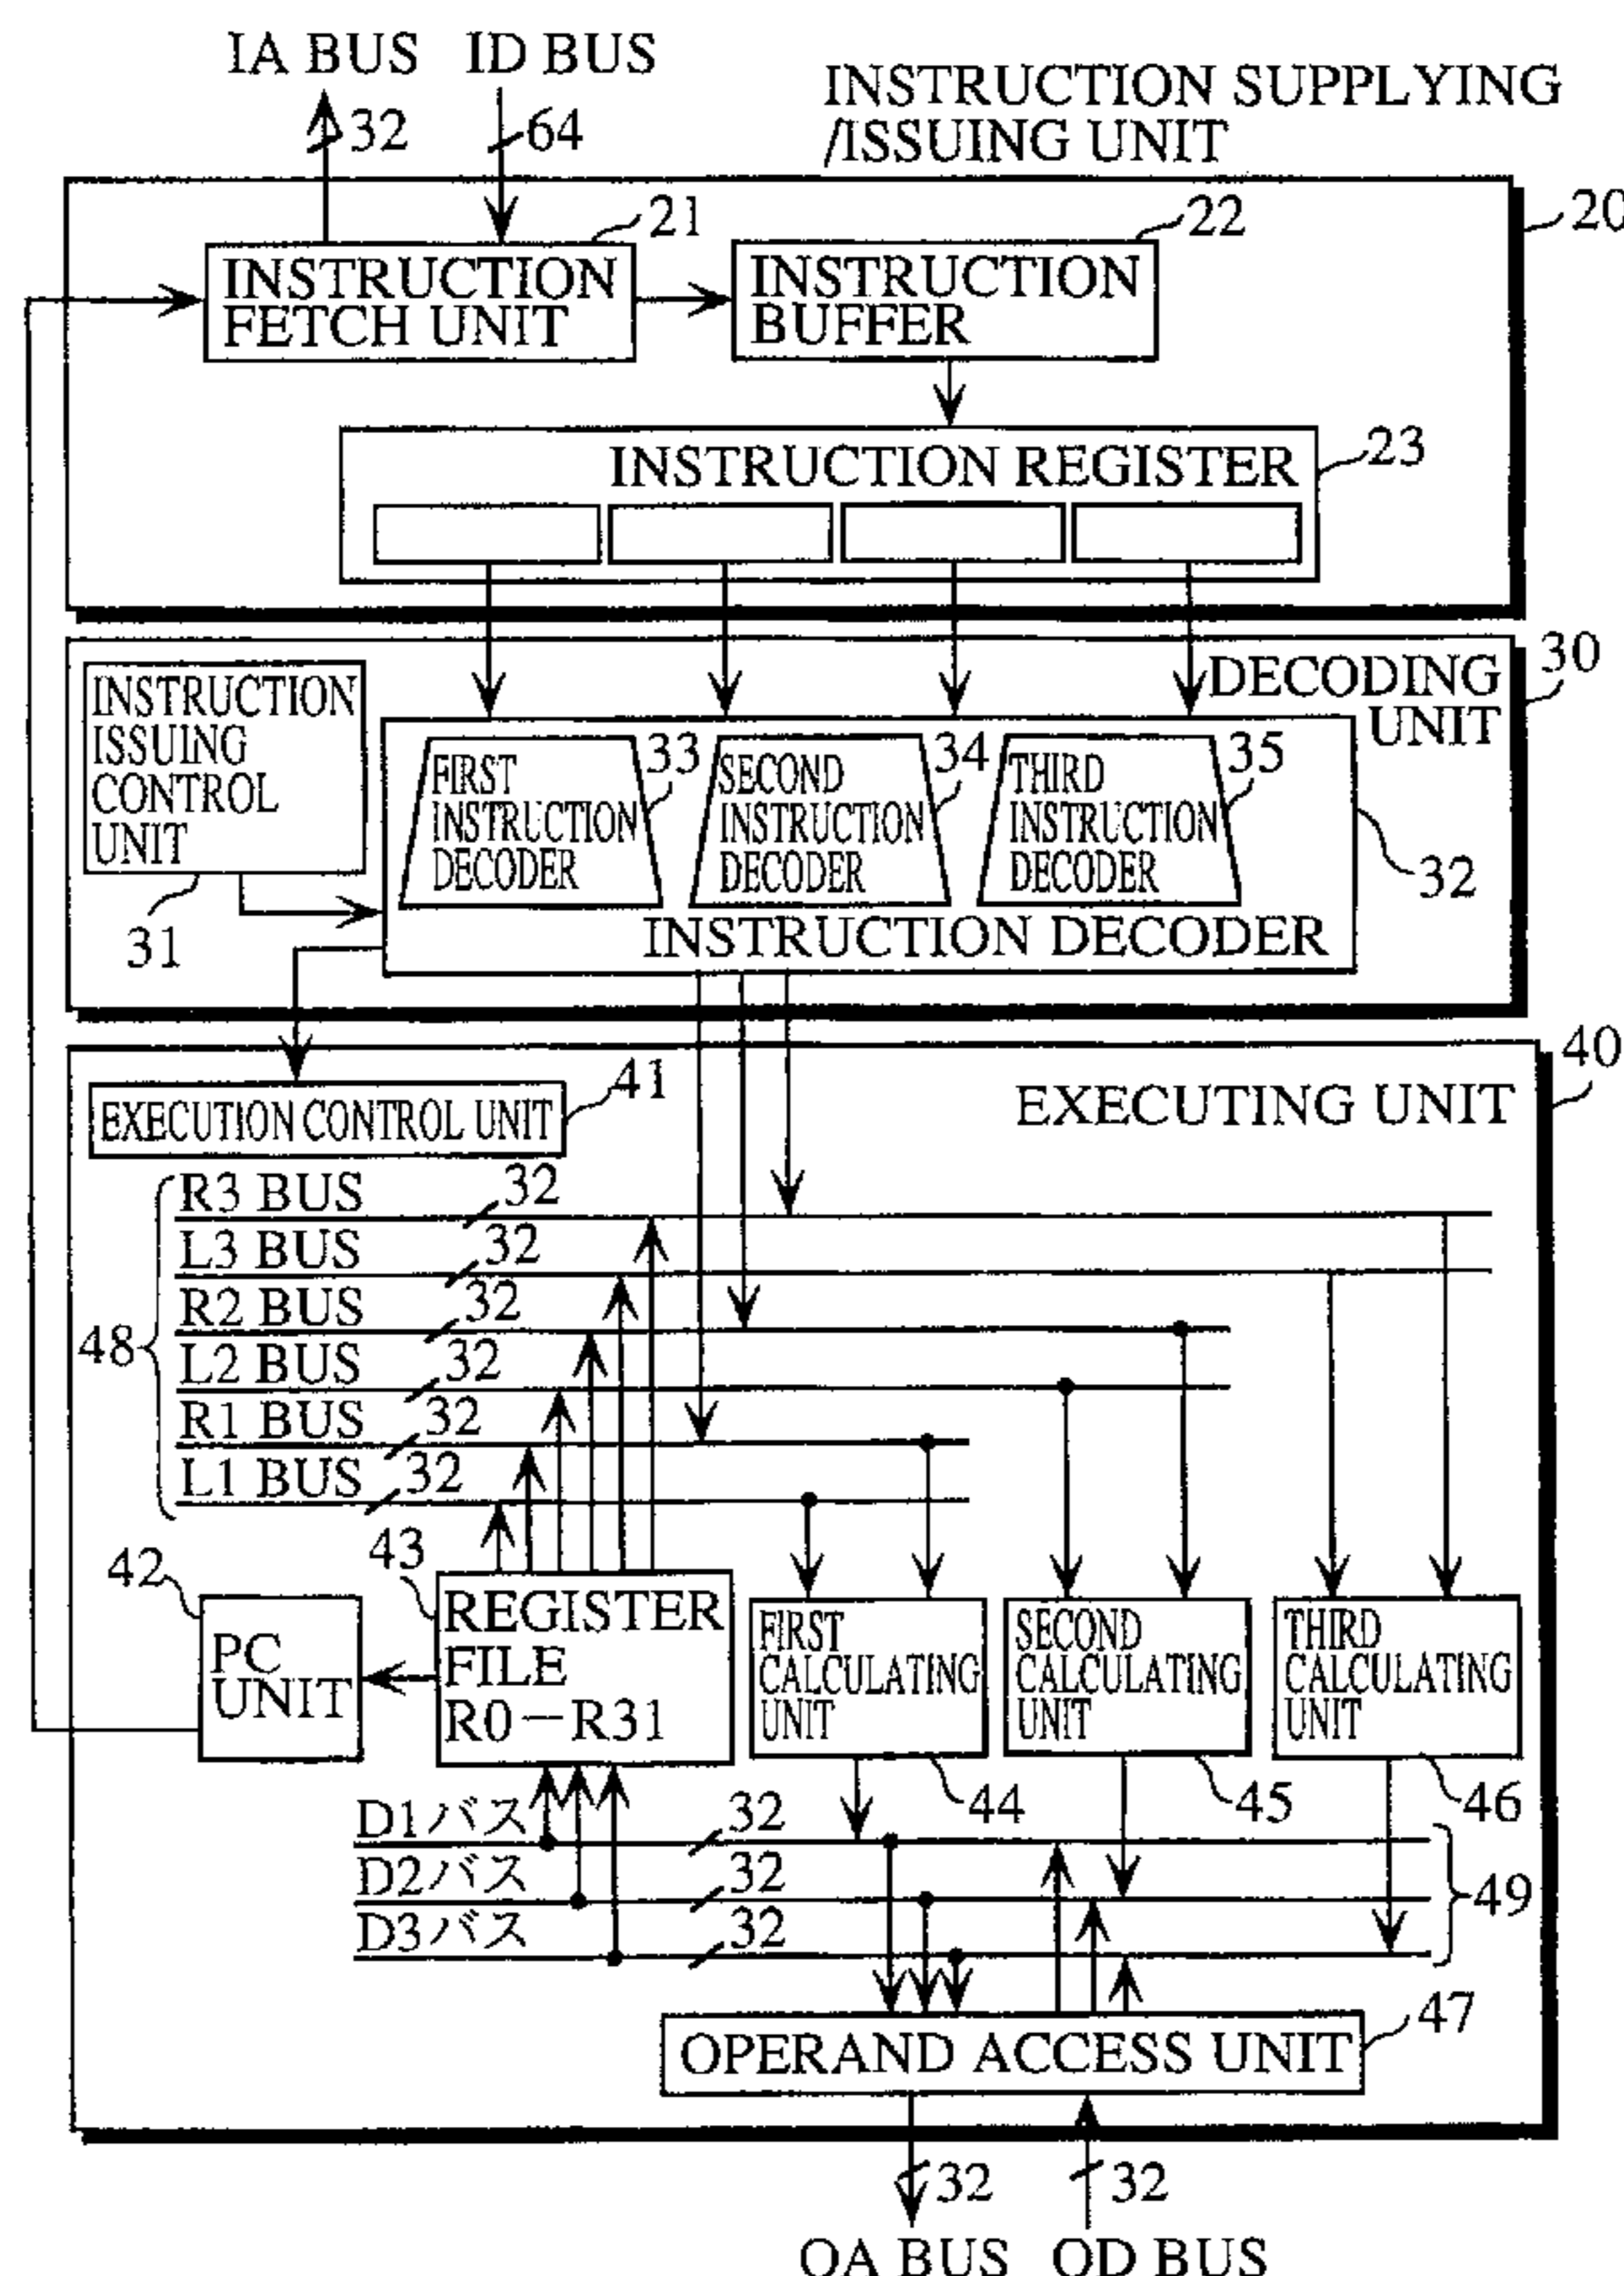 IA BUS ID BUS
32 64
INSTRUCTION SUPPLYING
/ISSUING UNIT
20
21
INSTRUCTION
FETCH UNIT
22
INSTRUCTION
BUFFER
INSTRUCTION REGISTER
23
DECODING
UNIT
30
INSTRUCTION
ISSUING
CONTROL
UNIT
31
FIRST
INSTRUCTION
DECODER
33
SECOND
INSTRUCTION
DECODER
34
THIRD
INSTRUCTION
DECODER
35
32
INSTRUCTION DECODER
40
EXECUTING UNIT
EXECUTION CONTROL UNIT
41
R3 BUS 32
L3 BUS 32
R2 BUS 32
48
L2 BUS 32
R1 BUS 32
L1 BUS 32
42
PC
UNIT
43
REGISTER
FILE
R0－R31
FIRST
CALCULATING
UNIT
44
SECOND
CALCULATING
UNIT
45
THIRD
CALCULATING
UNIT
46
D1バス 32
D2バス 32
D3バス 32
49
OPERAND ACCESS UNIT
47
32 32
OA BUS OD BUS